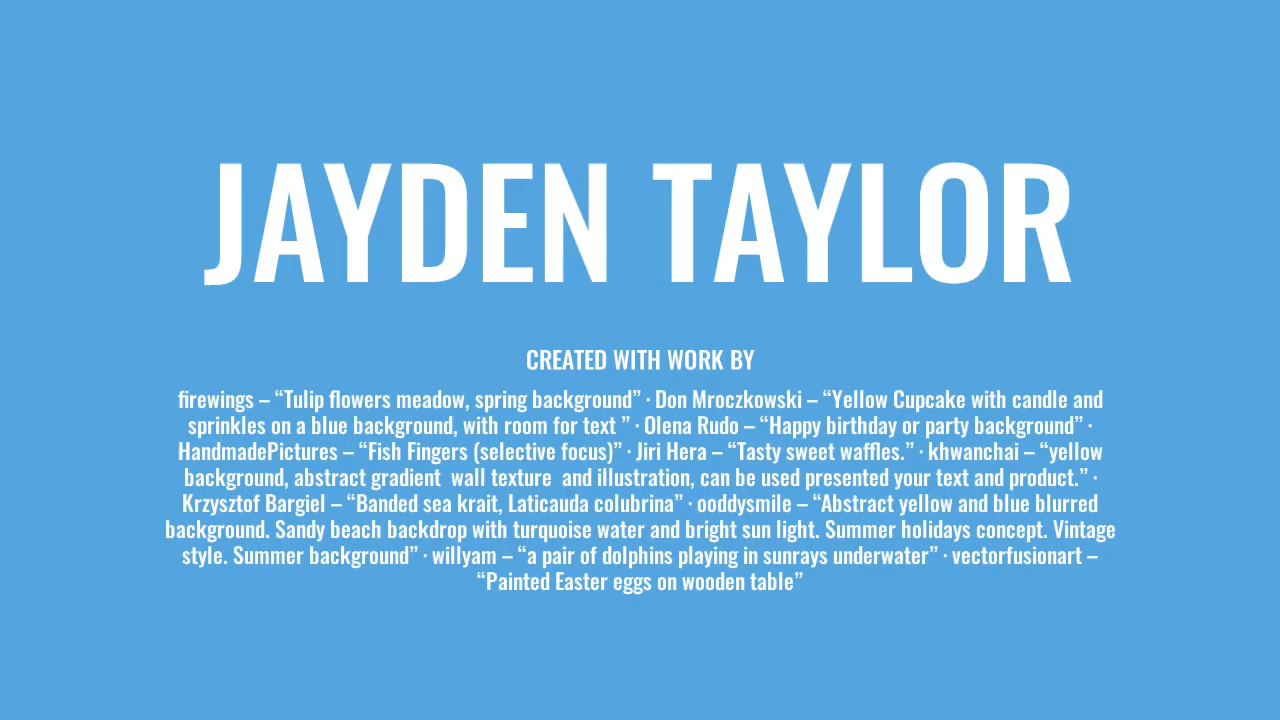 JAYDEN TAYLOR
CREATED WITH WORK BY
firewings – “Tulip flowers meadow, spring background” · Don Mroczkowski – “Yellow Cupcake with candle and
sprinkles on a blue background, with room for text ” · Olena Rudo – “Happy birthday or party background” ·
HandmadePictures – “Fish Fingers (selective focus)” · Jiri Hera – “Tasty sweet waffles.” · khwanchai – “yellow
background, abstract gradient  wall texture  and illustration, can be used presented your text and product.” ·
Krzysztof Bargiel – “Banded sea krait, Laticauda colubrina” · ooddysmile – “Abstract yellow and blue blurred
background. Sandy beach backdrop with turquoise water and bright sun light. Summer holidays concept. Vintage
style. Summer background” · willyam – “a pair of dolphins playing in sunrays underwater” · vectorfusionart –
“Painted Easter eggs on wooden table”